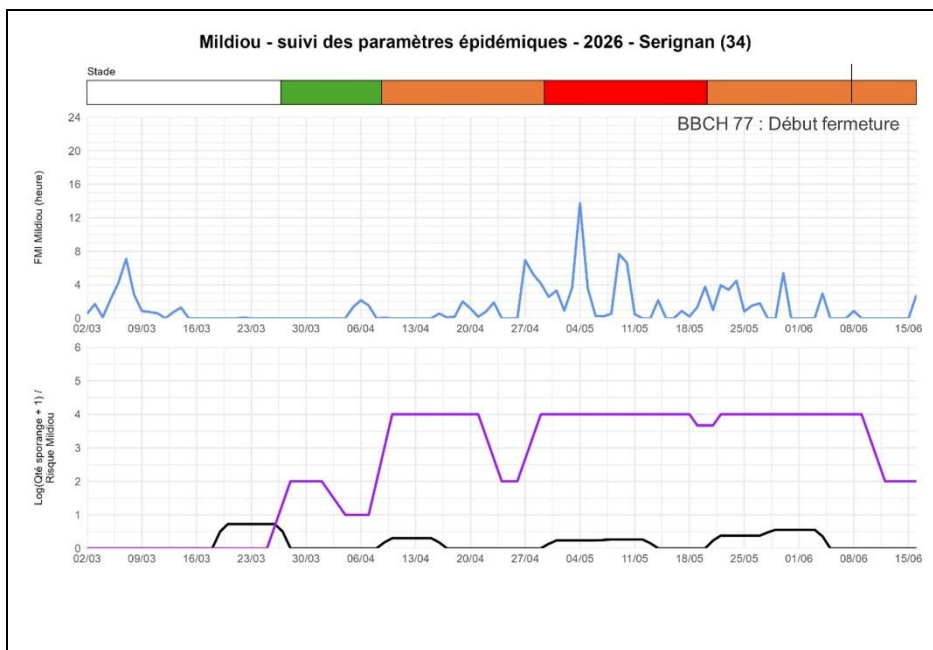 Mildiou - suivi des paramètres épidémiques - 2026 - Serignan (34)
Stade
BBCH 77 : Début fermeture
FMI Mildiou (heure)
24
20
16
12
8
4
0
02/03 09/03 16/03 23/03 30/03 06/04 13/04 20/04 27/04 04/05 11/05 18/05 25/05 01/06 08/06 15/06
Log(Qté sporange + 1) /
Risque Mildiou
6
5
4
3
2
1
0
02/03 09/03 16/03 23/03 30/03 06/04 13/04 20/04 27/04 04/05 11/05 18/05 25/05 01/06 08/06 15/06